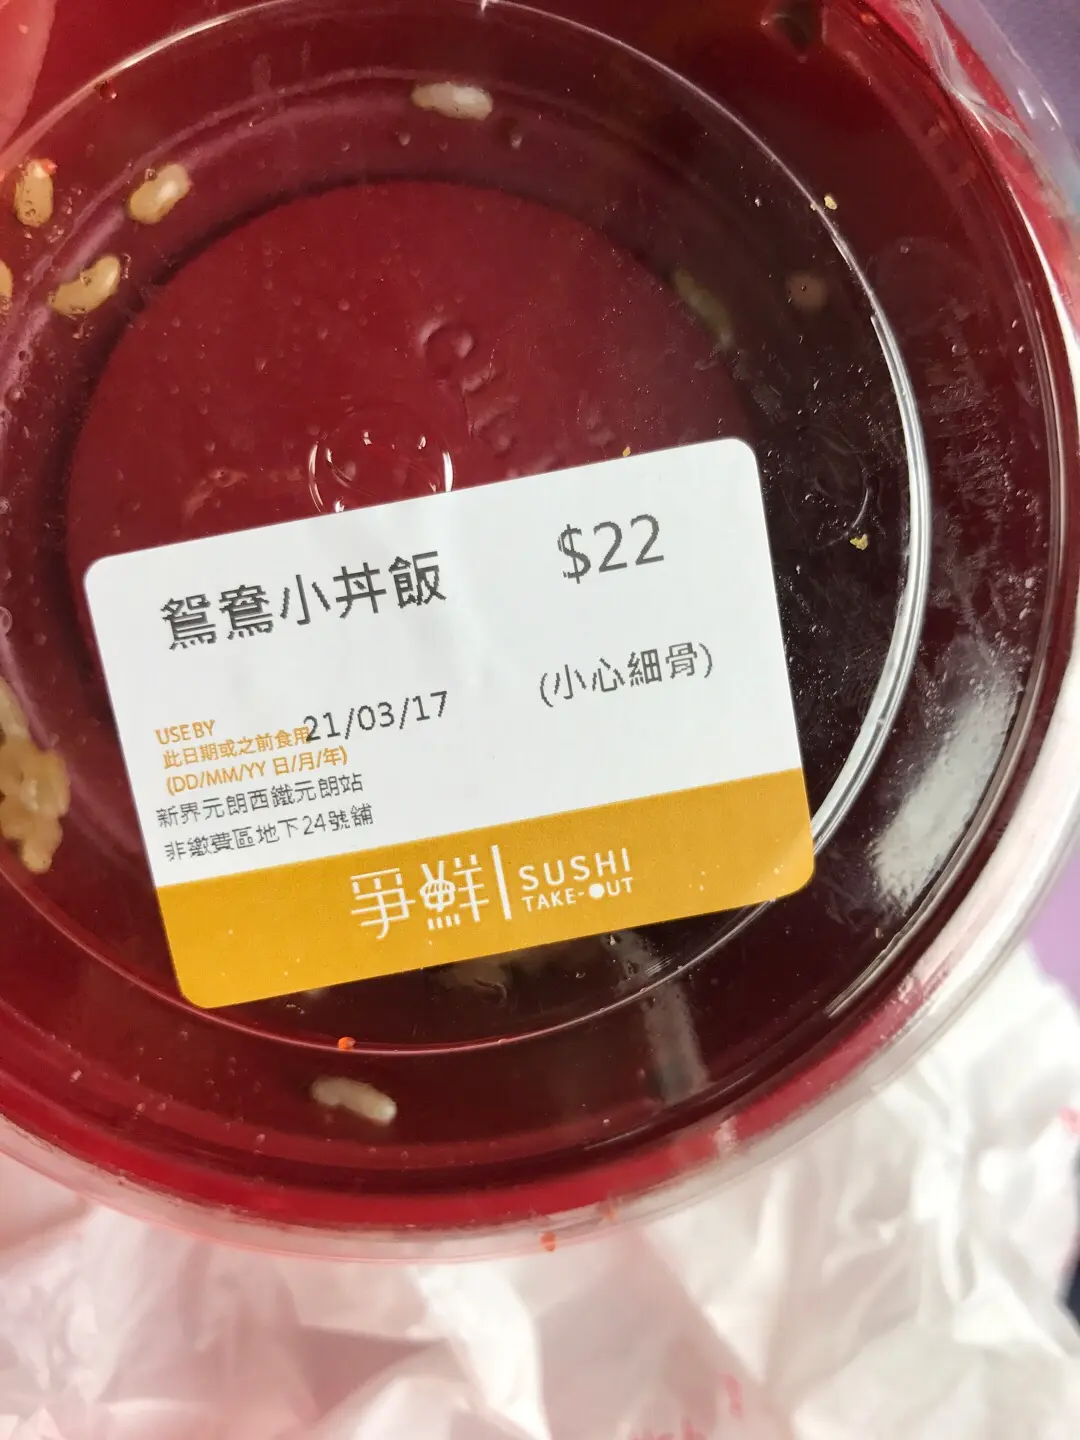 鴛鴦小丼飯
$22
(小心細骨)
USE BY 21/03/17
此日期或之前食用
(DD/MM/YY 日/月/年)
新界元朗西鐵元朗站
非繳費區地下24號舖
爭鮮 SUSHI
TAKE-OUT